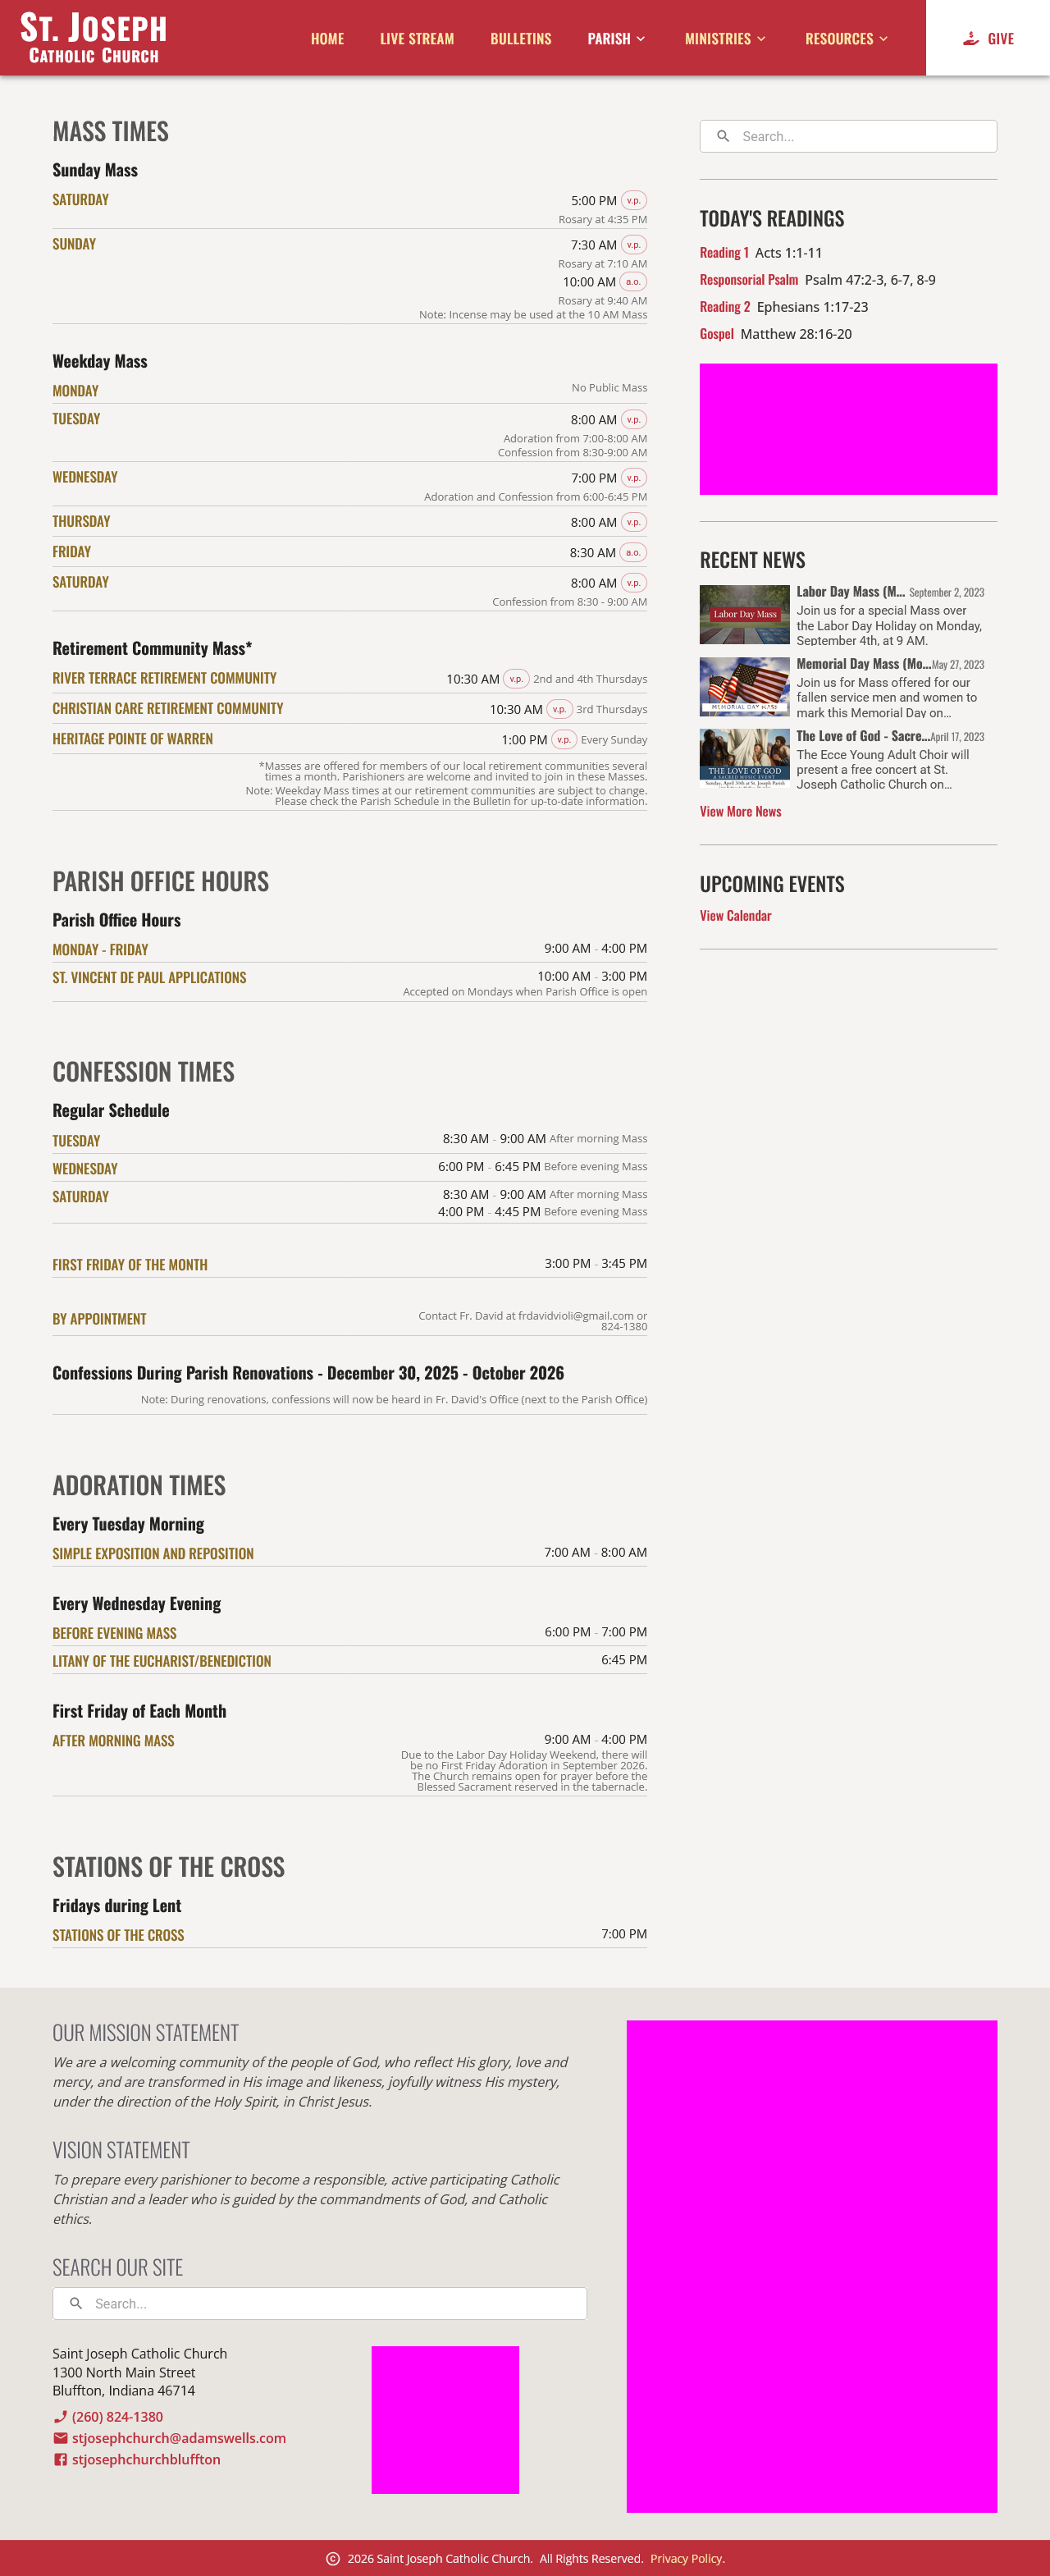 ST. JOSEPH
CATHOLIC CHURCH
HOME LIVE STREAM BULLETINS PARISH MINISTRIES RESOURCES GIVE
MASS TIMES
Sunday Mass
SATURDAY 5:00 PM v.p.
Rosary at 4:35 PM
SUNDAY 7:30 AM v.p.
Rosary at 7:10 AM
10:00 AM a.o.
Rosary at 9:40 AM
Note: Incense may be used at the 10 AM Mass
Weekday Mass
MONDAY No Public Mass
TUESDAY 8:00 AM v.p.
Adoration from 7:00-8:00 AM
Confession from 8:30-9:00 AM
WEDNESDAY 7:00 PM v.p.
Adoration and Confession from 6:00-6:45 PM
THURSDAY 8:00 AM v.p.
FRIDAY 8:30 AM a.o.
SATURDAY 8:00 AM v.p.
Confession from 8:30 - 9:00 AM
Retirement Community Mass*
RIVER TERRACE RETIREMENT COMMUNITY 10:30 AM v.p. 2nd and 4th Thursdays
CHRISTIAN CARE RETIREMENT COMMUNITY 10:30 AM v.p. 3rd Thursdays
HERITAGE POINTE OF WARREN 1:00 PM v.p. Every Sunday
*Masses are offered for members of our local retirement communities several
times a month. Parishioners are welcome and invited to join in these Masses.
Note: Weekday Mass times at our retirement communities are subject to change.
Please check the Parish Schedule in the Bulletin for up-to-date information.
PARISH OFFICE HOURS
Parish Office Hours
MONDAY - FRIDAY 9:00 AM - 4:00 PM
ST. VINCENT DE PAUL APPLICATIONS 10:00 AM - 3:00 PM
Accepted on Mondays when Parish Office is open
CONFESSION TIMES
Regular Schedule
TUESDAY 8:30 AM - 9:00 AM After morning Mass
WEDNESDAY 6:00 PM - 6:45 PM Before evening Mass
SATURDAY 8:30 AM - 9:00 AM After morning Mass
4:00 PM - 4:45 PM Before evening Mass
FIRST FRIDAY OF THE MONTH 3:00 PM - 3:45 PM
BY APPOINTMENT Contact Fr. David at frdavidvioli@gmail.com or
824-1380
Confessions During Parish Renovations - December 30, 2025 - October 2026
Note: During renovations, confessions will now be heard in Fr. David's Office (next to the Parish Office)
ADORATION TIMES
Every Tuesday Morning
SIMPLE EXPOSITION AND REPOSITION 7:00 AM - 8:00 AM
Every Wednesday Evening
BEFORE EVENING MASS 6:00 PM - 7:00 PM
LITANY OF THE EUCHARIST/BENEDICTION 6:45 PM
First Friday of Each Month
AFTER MORNING MASS 9:00 AM - 4:00 PM
Due to the Labor Day Holiday Weekend, there will
be no First Friday Adoration in September 2026.
The Church remains open for prayer before the
Blessed Sacrament reserved in the tabernacle.
STATIONS OF THE CROSS
Fridays during Lent
STATIONS OF THE CROSS 7:00 PM
Search...
TODAY'S READINGS
Reading 1 Acts 1:1-11
Responsorial Psalm Psalm 47:2-3, 6-7, 8-9
Reading 2 Ephesians 1:17-23
Gospel Matthew 28:16-20
RECENT NEWS
Labor Day Mass
Labor Day Mass (M... September 2, 2023
Join us for a special Mass over
the Labor Day Holiday on Monday,
September 4th, at 9 AM.
MEMORIAL DAY MASS
Memorial Day Mass (Mo... May 27, 2023
Join us for Mass offered for our
fallen service men and women to
mark this Memorial Day on...
THE LOVE OF GOD
A SACRED MUSIC EVENT
Sunday, April 30th at St. Joseph Parish
The Love of God - Sacre... April 17, 2023
The Ecce Young Adult Choir will
present a free concert at St.
Joseph Catholic Church on...
View More News
UPCOMING EVENTS
View Calendar
OUR MISSION STATEMENT
We are a welcoming community of the people of God, who reflect His glory, love and
mercy, and are transformed in His image and likeness, joyfully witness His mystery,
under the direction of the Holy Spirit, in Christ Jesus.
VISION STATEMENT
To prepare every parishioner to become a responsible, active participating Catholic
Christian and a leader who is guided by the commandments of God, and Catholic
ethics.
SEARCH OUR SITE
Search...
Saint Joseph Catholic Church
1300 North Main Street
Bluffton, Indiana 46714
(260) 824-1380
stjosephchurch@adamswells.com
stjosephchurchbluffton
© 2026 Saint Joseph Catholic Church. All Rights Reserved. Privacy Policy.